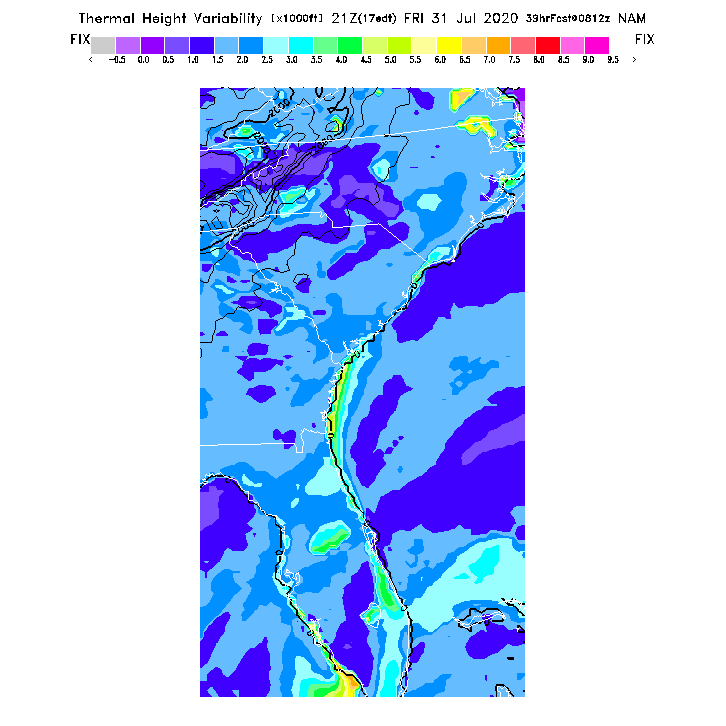 Thermal Height Variability [x1000ft] 21Z(17edt) FRI 31 Jul 2020 39hrFcst@0812z NAM
FIX FIX
< -0.5 0.0 0.5 1.0 1.5 2.0 2.5 3.0 3.5 4.0 4.5 5.0 5.5 6.0 6.5 7.0 7.5 8.0 8.5 9.0 9.5 >
2000